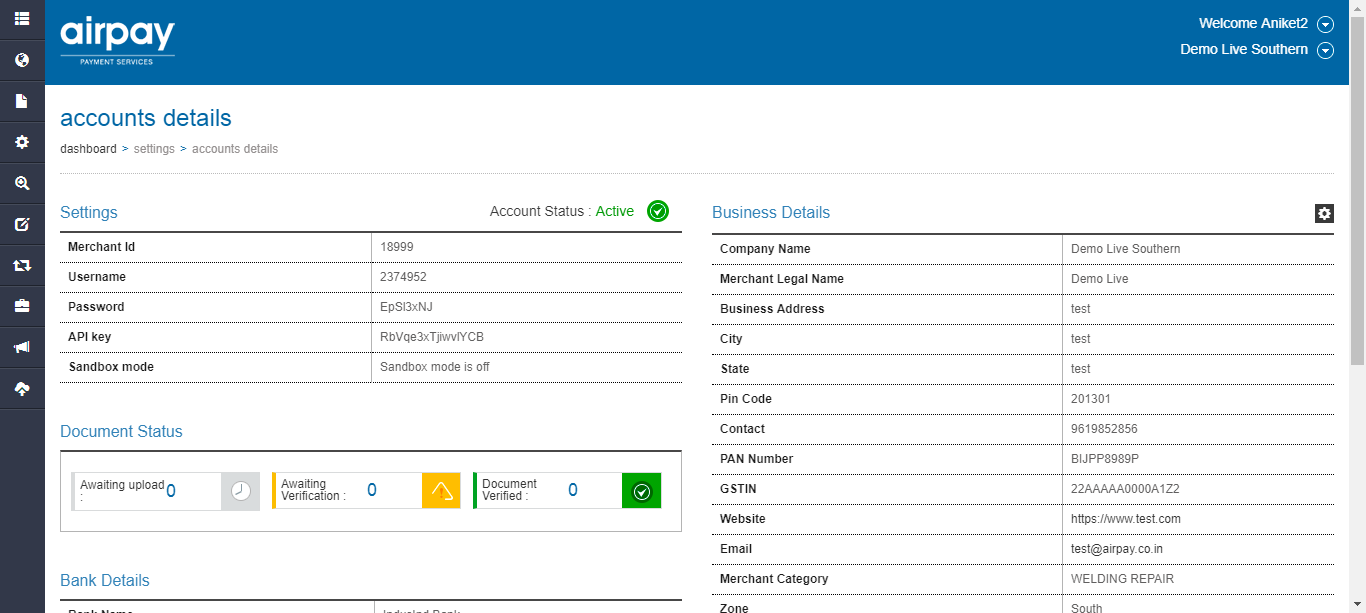 airpay
PAYMENT SERVICES
Welcome Aniket2
Demo Live Southern
accounts details
dashboard > settings > accounts details
Settings
Account Status : Active
Merchant Id 18999
Username 2374952
Password EpSl3xNJ
API key RbVqe3xTjiwvlYCB
Sandbox mode Sandbox mode is off
Document Status
Awaiting upload : 0
Awaiting Verification : 0
Document Verified : 0
Bank Details
Bank Name IndusInd Bank
Business Details
Company Name Demo Live Southern
Merchant Legal Name Demo Live
Business Address test
City test
State test
Pin Code 201301
Contact 9619852856
PAN Number BIJPP8989P
GSTIN 22AAAAA0000A1Z2
Website https://www.test.com
Email test@airpay.co.in
Merchant Category WELDING REPAIR
Zone South